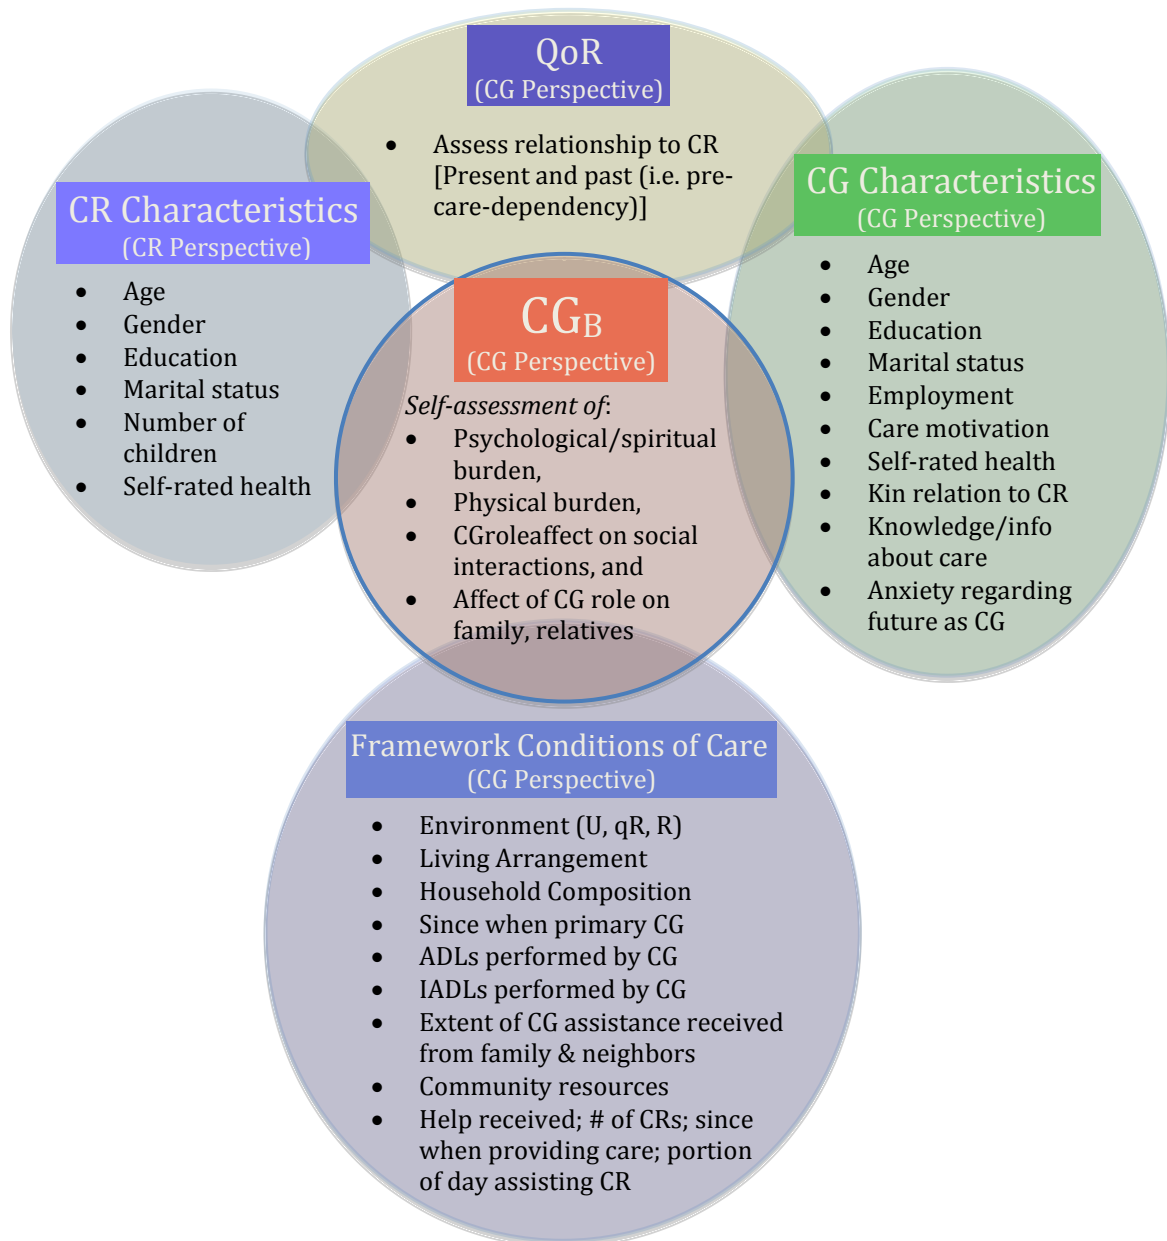 QoR
(CG Perspective)
• Assess relationship to CR
[Present and past (i.e. pre-
care-dependency)]
CR Characteristics
(CR Perspective)
• Age
• Gender
• Education
• Marital status
• Number of
children
• Self-rated health
CG Characteristics
(CG Perspective)
• Age
• Gender
• Education
• Marital status
• Employment
• Care motivation
• Self-rated health
• Kin relation to CR
• Knowledge/info
about care
• Anxiety regarding
future as CG
CGB
(CG Perspective)
Self-assessment of:
• Psychological/spiritual
burden,
• Physical burden,
• CGroleaffect on social
interactions, and
• Affect of CG role on
family, relatives
Framework Conditions of Care
(CG Perspective)
• Environment (U, qR, R)
• Living Arrangement
• Household Composition
• Since when primary CG
• ADLs performed by CG
• IADLs performed by CG
• Extent of CG assistance received
from family & neighbors
• Community resources
• Help received; # of CRs; since
when providing care; portion
of day assisting CR